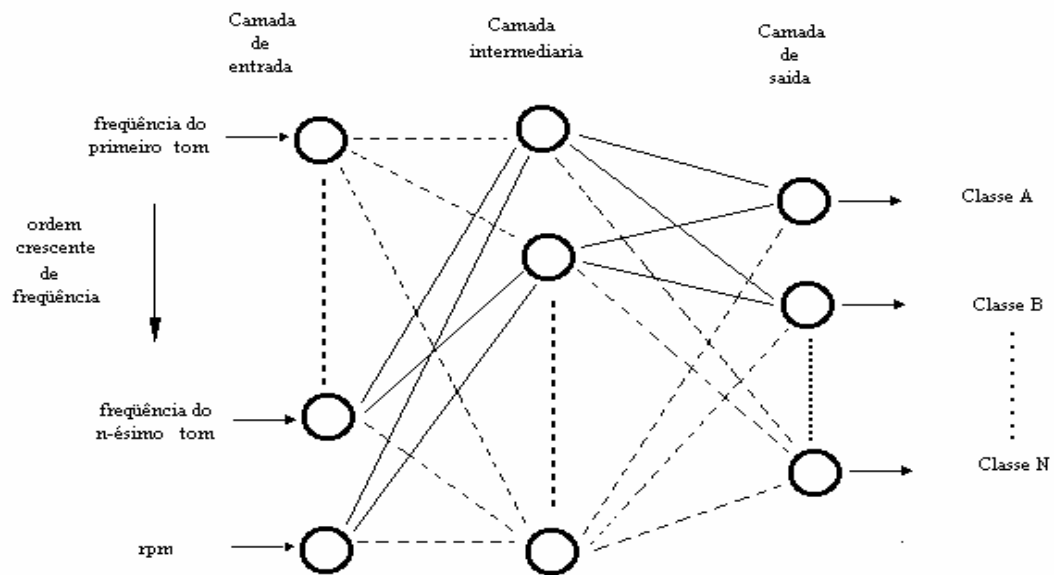 Camada
de
entrada
Camada
intermediaria
Camada
de
saida
freqüência do
primeiro tom
ordem
crescente
de
freqüência
freqüência do
n-ésimo tom
rpm
Classe A
Classe B
Classe N